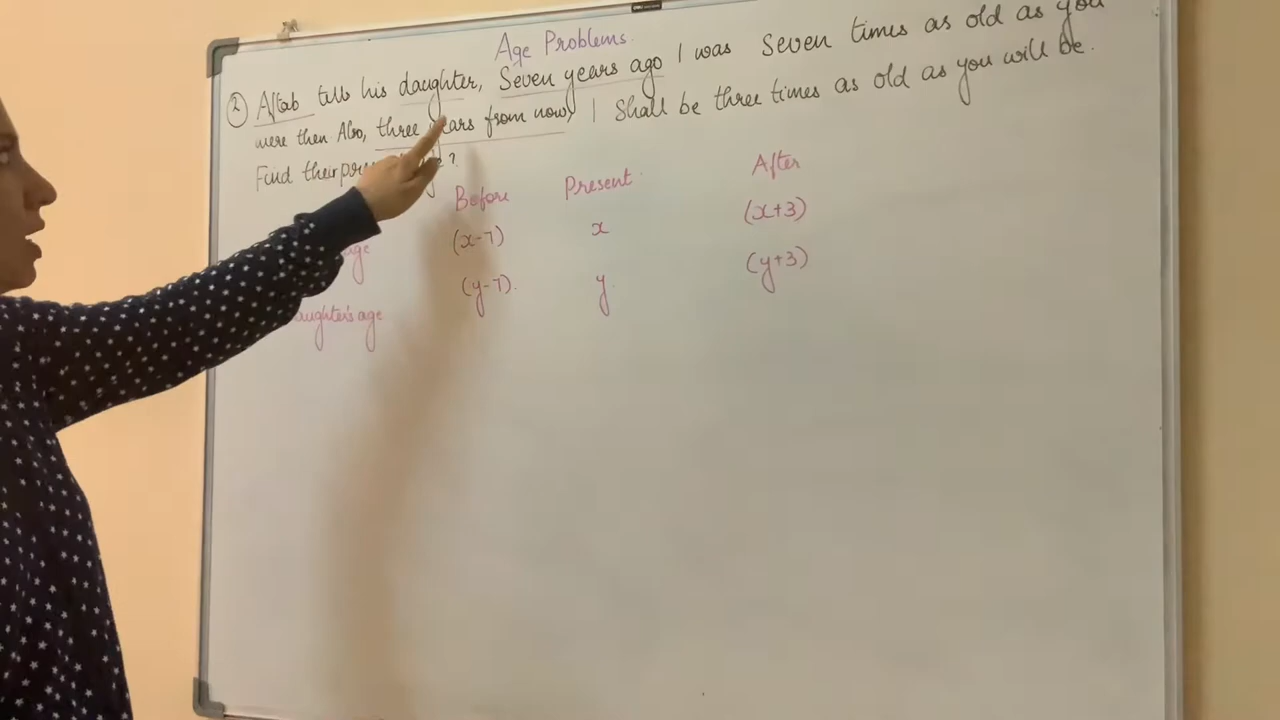 Age Problems.
② Aftab tells his daughter, Seven years ago I was seven times as old as you
were then. Also, three years from now, I shall be three times as old as you will be.
Find their ?
Before Present After
age (x-7) x (x+3)
aughter's age (y-7). y (y+3)